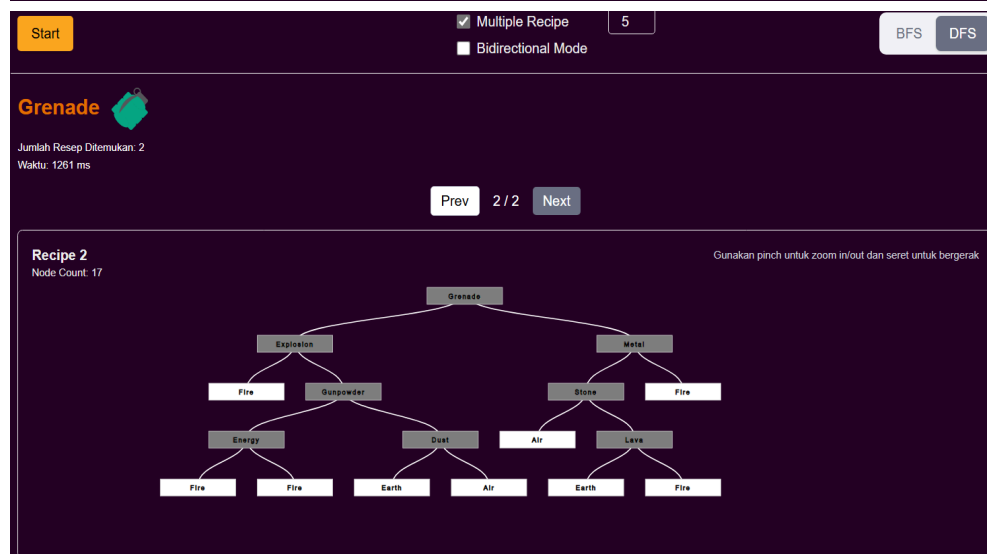 Start
Multiple Recipe
5
Bidirectional Mode
BFS
DFS
Grenade
Jumlah Resep Ditemukan: 2
Waktu: 1261 ms
Prev
2 / 2
Next
Recipe 2
Node Count: 17
Gunakan pinch untuk zoom in/out dan seret untuk bergerak
Grenade
Explosion
Metal
Fire
Gunpowder
Stone
Fire
Energy
Dust
Air
Lava
Fire
Fire
Earth
Air
Earth
Fire